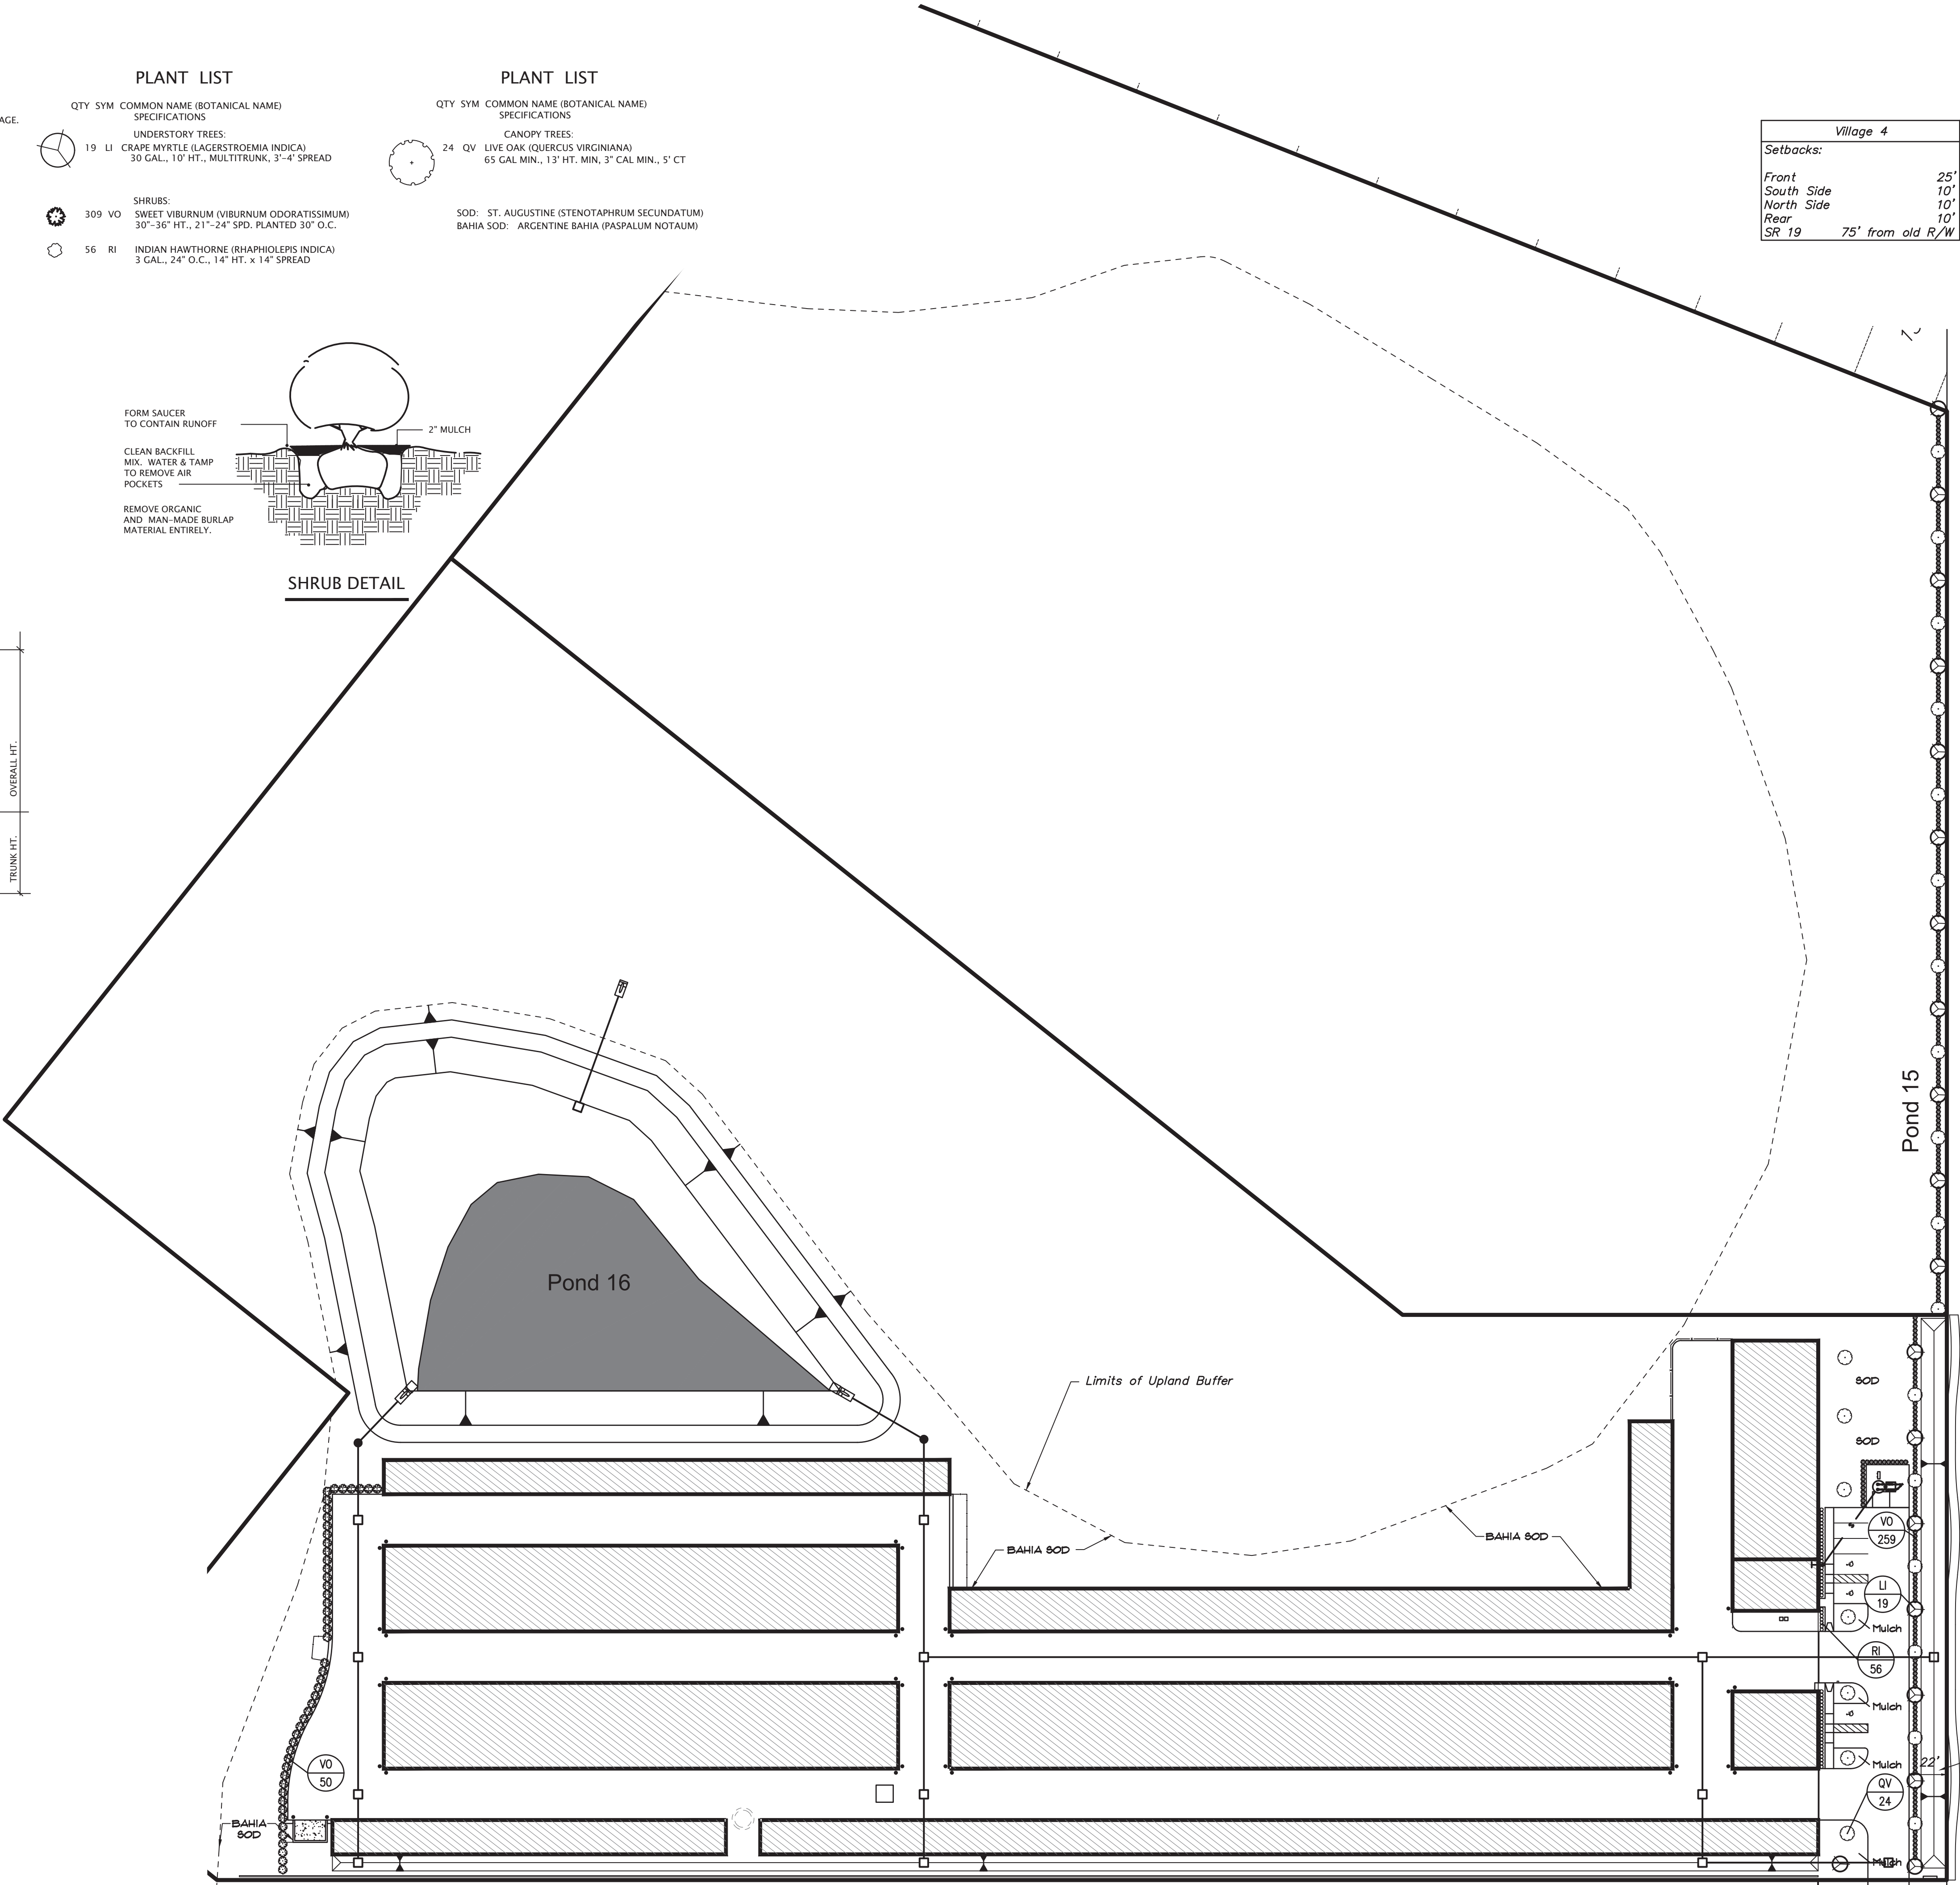 AGE.
PLANT LIST
QTY SYM COMMON NAME (BOTANICAL NAME)
SPECIFICATIONS
UNDERSTORY TREES:
19 LI CRAPE MYRTLE (LAGERSTROEMIA INDICA)
30 GAL., 10' HT., MULTITRUNK, 3'-4' SPREAD
SHRUBS:
309 VO SWEET VIBURNUM (VIBURNUM ODORATISSIMUM)
30"-36" HT., 21"-24" SPD. PLANTED 30" O.C.
56 RI INDIAN HAWTHORNE (RHAPHIOLEPIS INDICA)
3 GAL., 24" O.C., 14" HT. x 14" SPREAD
PLANT LIST
QTY SYM COMMON NAME (BOTANICAL NAME)
SPECIFICATIONS
CANOPY TREES:
24 QV LIVE OAK (QUERCUS VIRGINIANA)
65 GAL MIN., 13' HT. MIN, 3" CAL MIN., 5' CT
SOD: ST. AUGUSTINE (STENOTAPHRUM SECUNDATUM)
BAHIA SOD: ARGENTINE BAHIA (PASPALUM NOTAUM)
Village 4
Setbacks:
Front 25'
South Side 10'
North Side 10'
Rear 10'
SR 19 75' from old R/W
FORM SAUCER
TO CONTAIN RUNOFF
2" MULCH
CLEAN BACKFILL
MIX. WATER & TAMP
TO REMOVE AIR
POCKETS
REMOVE ORGANIC
AND MAN-MADE BURLAP
MATERIAL ENTIRELY.
SHRUB DETAIL
OVERALL HT.
TRUNK HT.
Pond 15
Pond 16
Limits of Upland Buffer
SOD
SOD
BAHIA SOD
BAHIA SOD
VO
259
LI
19
Mulch
RI
56
Mulch
Mulch
22'
QV
24
Mulch
VO
50
BAHIA
SOD